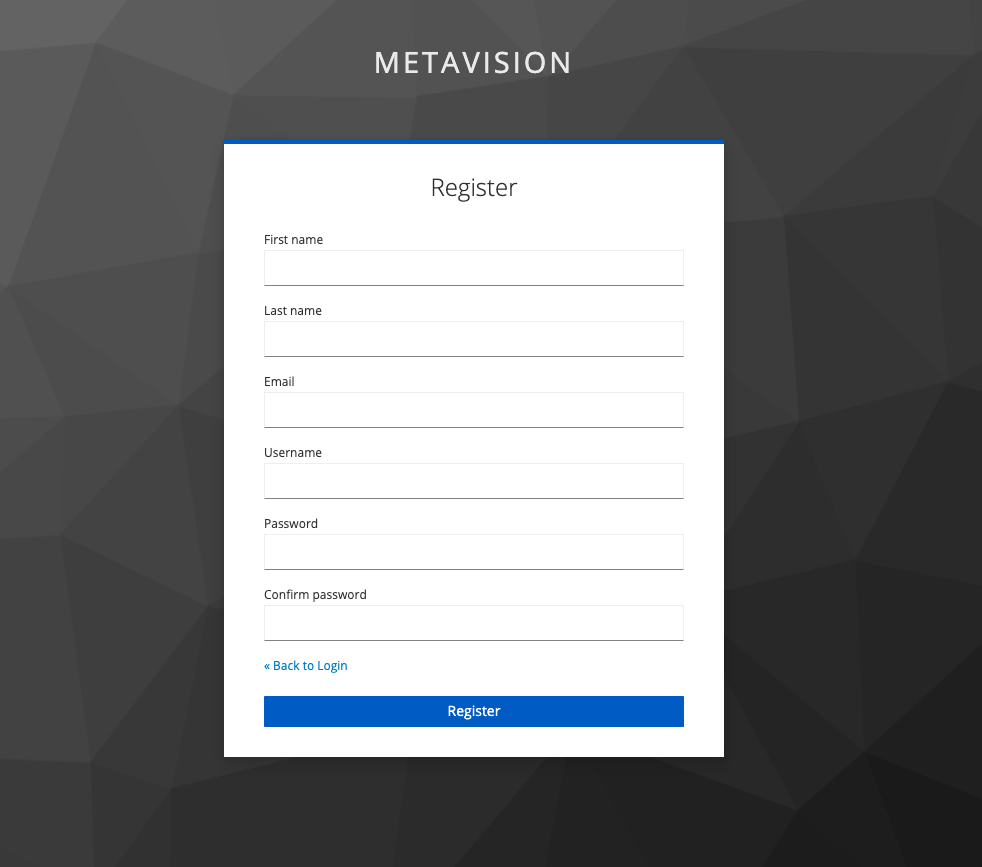 METAVISION
Register
First name
Last name
Email
Username
Password
Confirm password
« Back to Login
Register